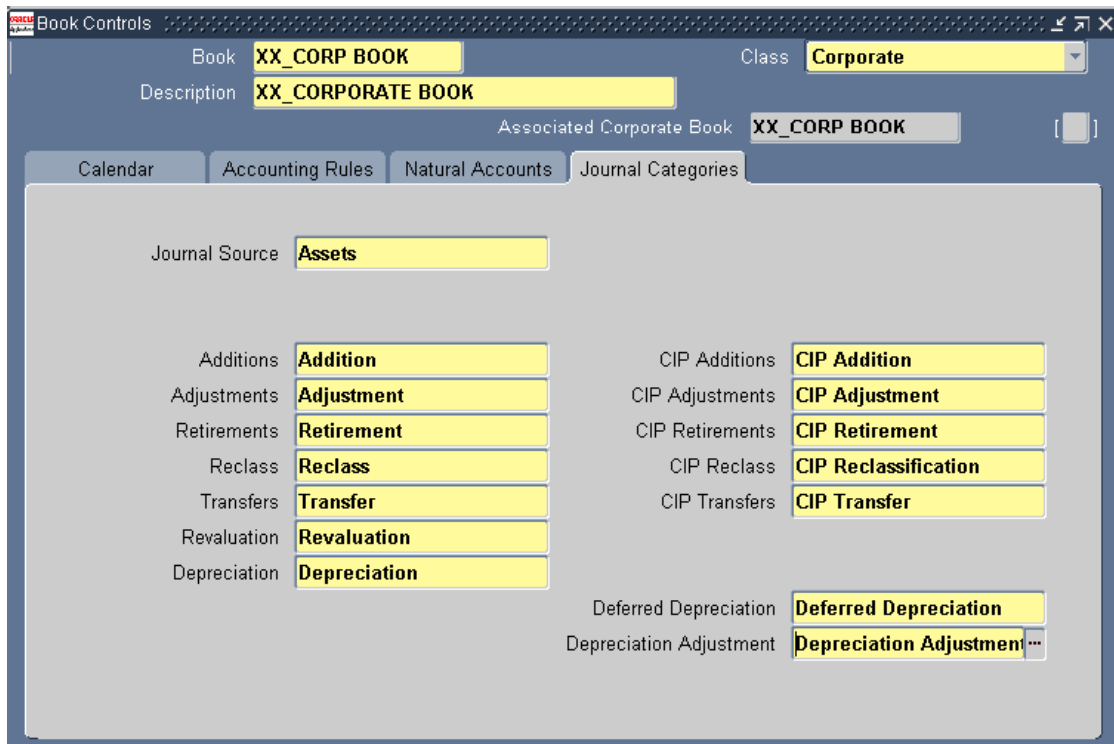 ORACLE Book Controls
Book XX_CORP BOOK Class Corporate
Description XX_CORPORATE BOOK
Associated Corporate Book XX_CORP BOOK [ ]
Calendar Accounting Rules Natural Accounts Journal Categories
Journal Source Assets
Additions Addition CIP Additions CIP Addition
Adjustments Adjustment CIP Adjustments CIP Adjustment
Retirements Retirement CIP Retirements CIP Retirement
Reclass Reclass CIP Reclass CIP Reclassification
Transfers Transfer CIP Transfers CIP Transfer
Revaluation Revaluation
Depreciation Depreciation
Deferred Depreciation Deferred Depreciation
Depreciation Adjustment Depreciation Adjustment ...